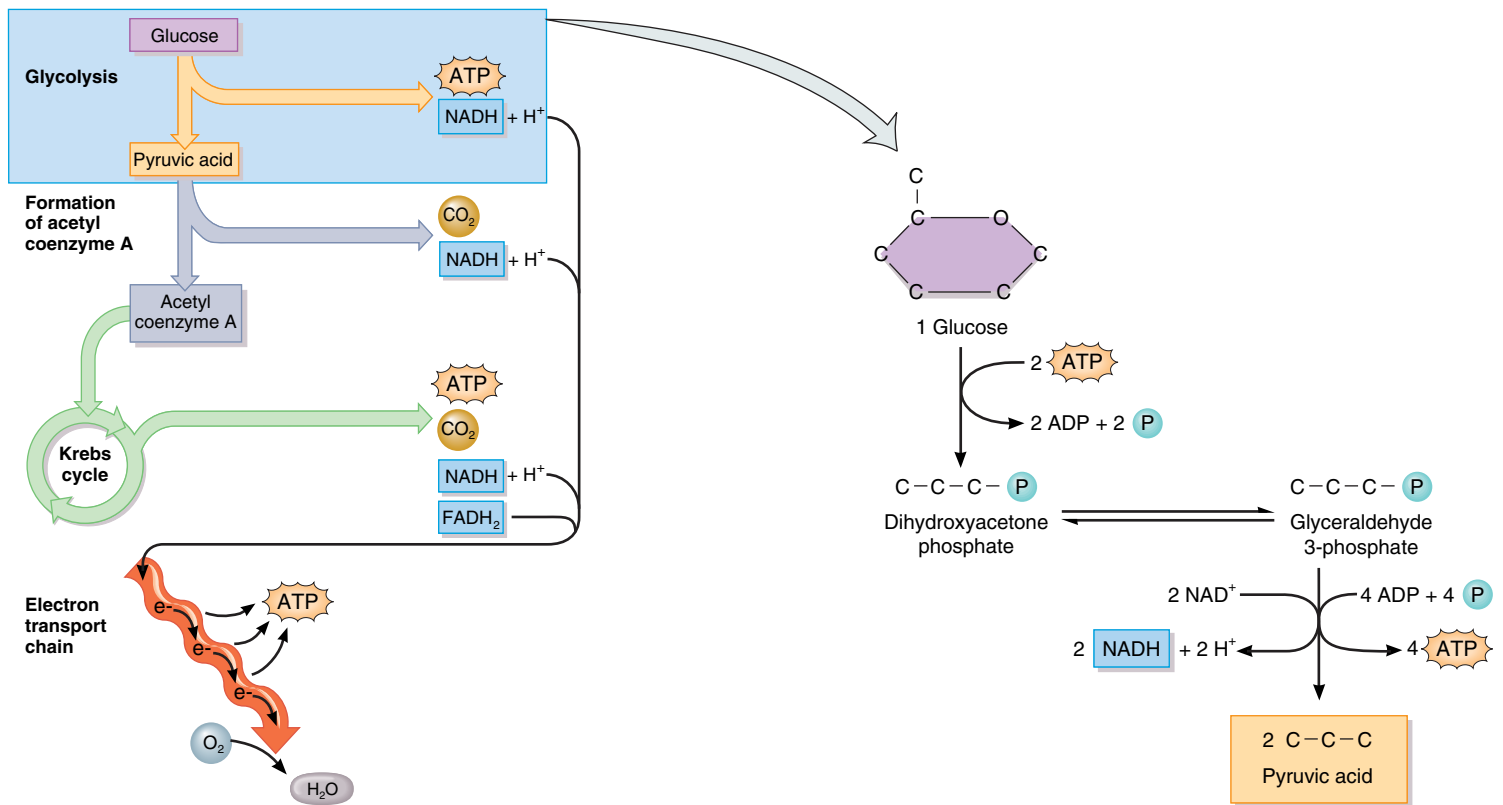 Glucose
Glycolysis
ATP
NADH + H+
Pyruvic acid
Formation
of acetyl
coenzyme A
CO2
NADH + H+
Acetyl
coenzyme A
ATP
CO2
Krebs
cycle
NADH + H+
FADH2
Electron
transport
chain
e-
e-
e-
ATP
O2
H2O
C
C O
C C
C C
1 Glucose
2 ATP
2 ADP + 2 P
C–C–C–P
Dihydroxyacetone
phosphate
C–C–C–P
Glyceraldehyde
3-phosphate
2 NAD+
4 ADP + 4 P
2 NADH + 2 H+
4 ATP
2 C–C–C
Pyruvic acid